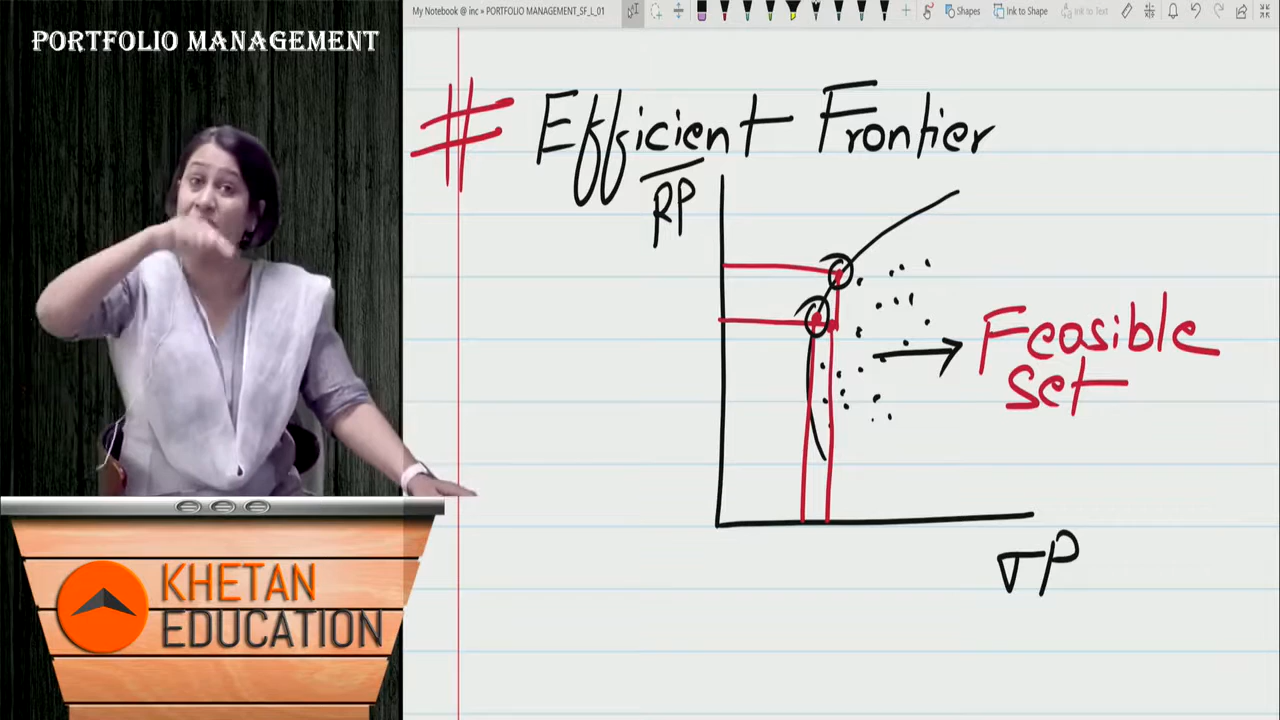 My Notebook @ inc » PORTFOLIO MANAGEMENT_SF_L_01
Shapes
Ink to Shape
Ink to Text
PORTFOLIO MANAGEMENT
# Efficient Frontier
RP
Feasible
set
σP
KHETAN
EDUCATION